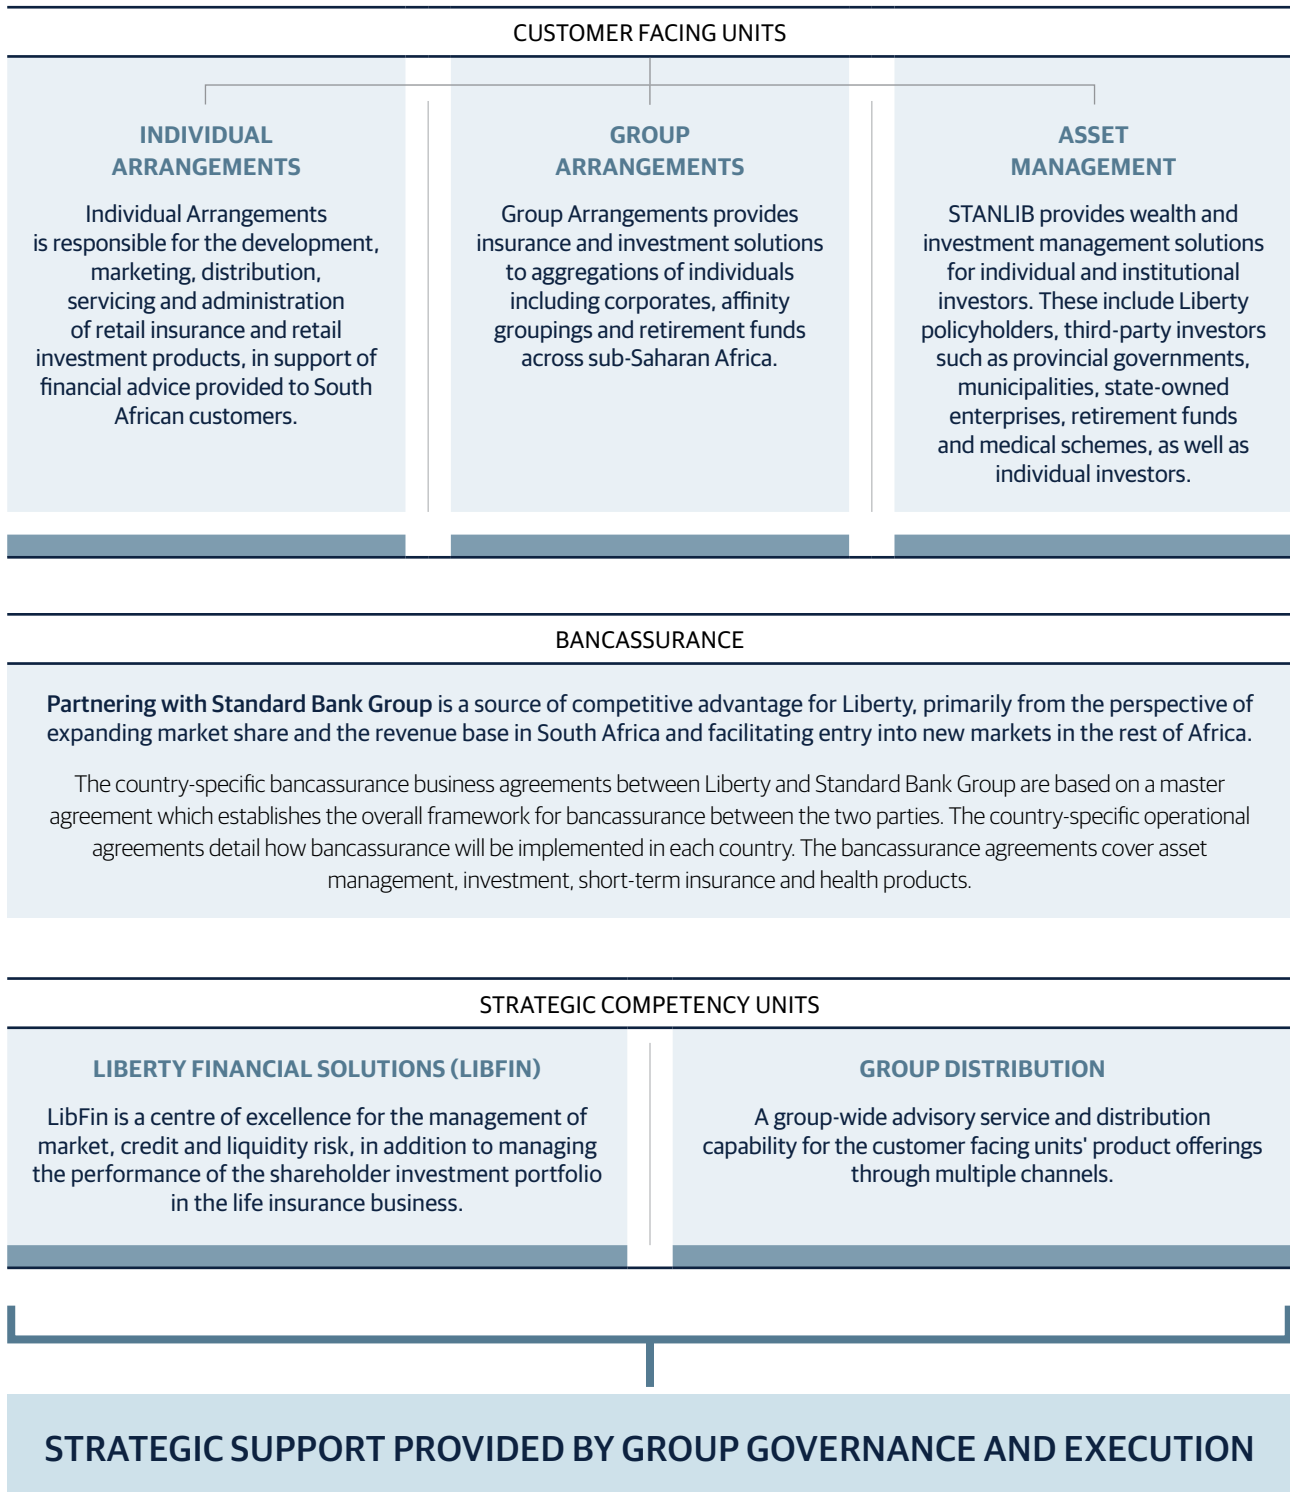 CUSTOMER FACING UNITS
INDIVIDUAL
ARRANGEMENTS
Individual Arrangements
is responsible for the development,
marketing, distribution,
servicing and administration
of retail insurance and retail
investment products, in support of
financial advice provided to South
African customers.
GROUP
ARRANGEMENTS
Group Arrangements provides
insurance and investment solutions
to aggregations of individuals
including corporates, affinity
groupings and retirement funds
across sub-Saharan Africa.
ASSET
MANAGEMENT
STANLIB provides wealth and
investment management solutions
for individual and institutional
investors. These include Liberty
policyholders, third-party investors
such as provincial governments,
municipalities, state-owned
enterprises, retirement funds
and medical schemes, as well as
individual investors.
BANCASSURANCE
Partnering with Standard Bank Group is a source of competitive advantage for Liberty, primarily from the perspective of
expanding market share and the revenue base in South Africa and facilitating entry into new markets in the rest of Africa.
The country-specific bancassurance business agreements between Liberty and Standard Bank Group are based on a master
agreement which establishes the overall framework for bancassurance between the two parties. The country-specific operational
agreements detail how bancassurance will be implemented in each country. The bancassurance agreements cover asset
management, investment, short-term insurance and health products.
STRATEGIC COMPETENCY UNITS
LIBERTY FINANCIAL SOLUTIONS (LIBFIN)
LibFin is a centre of excellence for the management of
market, credit and liquidity risk, in addition to managing
the performance of the shareholder investment portfolio
in the life insurance business.
GROUP DISTRIBUTION
A group-wide advisory service and distribution
capability for the customer facing units' product offerings
through multiple channels.
STRATEGIC SUPPORT PROVIDED BY GROUP GOVERNANCE AND EXECUTION